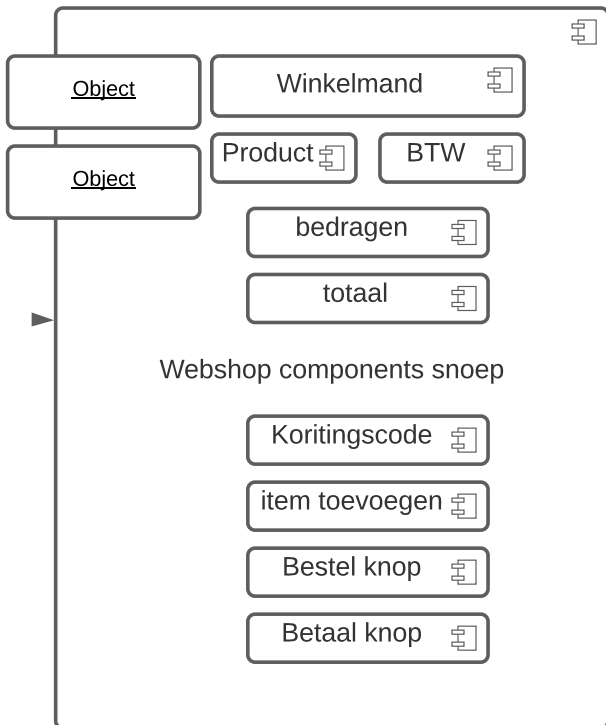 Object
Winkelmand
Product
BTW
Object
bedragen
totaal
Webshop components snoep
Koritingscode
item toevoegen
Bestel knop
Betaal knop